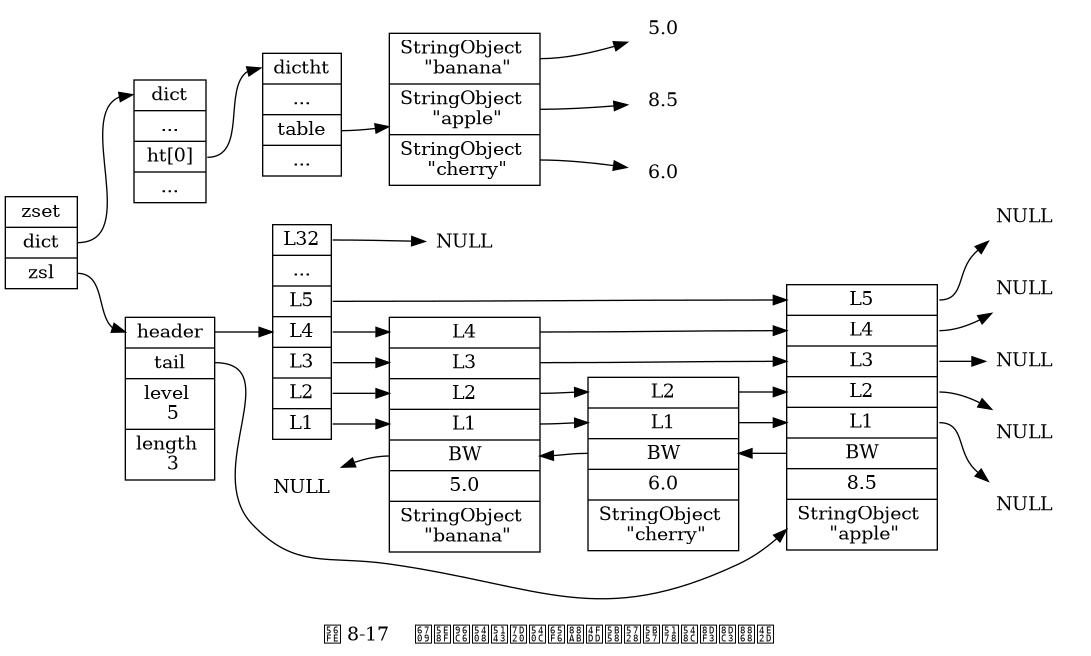 zset
dict
zsl
dict
...
ht[0]
...
dictht
...
table
...
StringObject
"banana"
StringObject
"apple"
StringObject
"cherry"
5.0
8.5
6.0
header
tail
level
5
length
3
L32
...
L5
L4
L3
L2
L1
NULL
NULL
L4
L3
L2
L1
BW
5.0
StringObject
"banana"
L2
L1
BW
6.0
StringObject
"cherry"
L5
L4
L3
L2
L1
BW
8.5
StringObject
"apple"
NULL
NULL
NULL
NULL
NULL
8-17